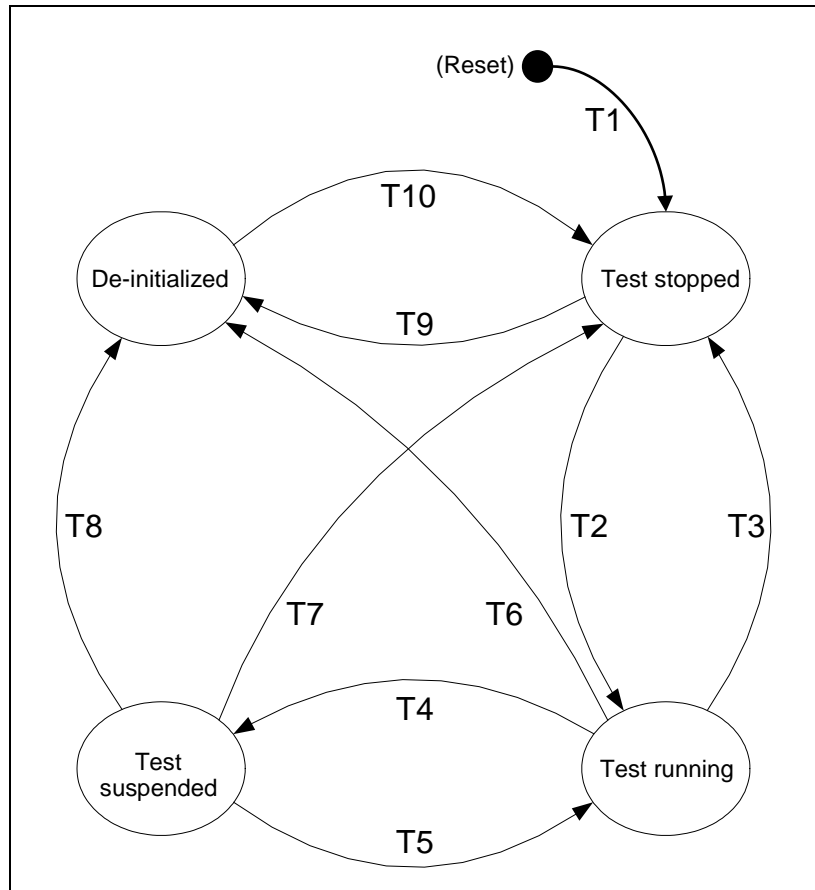 (Reset)
T1
T10
De-initialized
Test stopped
T9
T8
T2
T3
T7
T6
T4
Test
suspended
Test running
T5